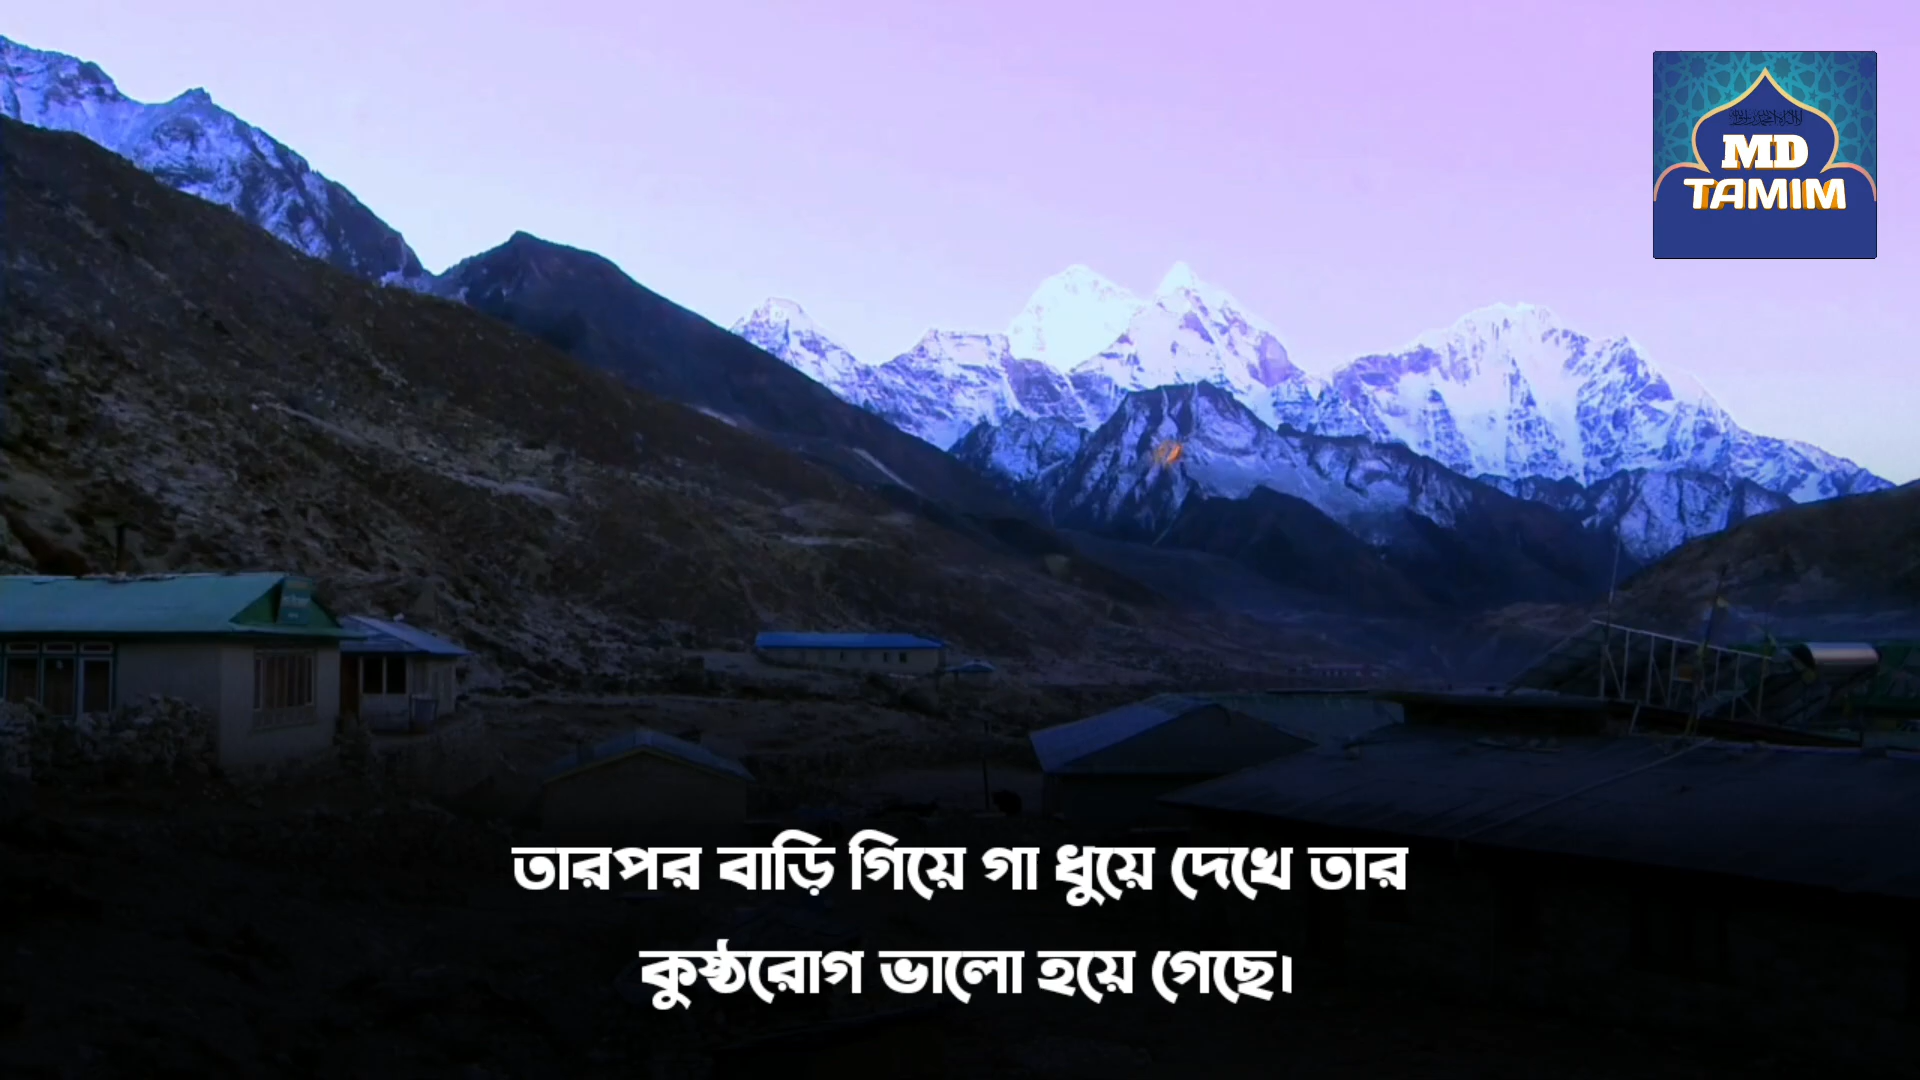 MD
TAMIM
তারপর বাড়ি গিয়ে গা ধুয়ে দেখে তার
কুষ্ঠরোগ ভালো হয়ে গেছে।